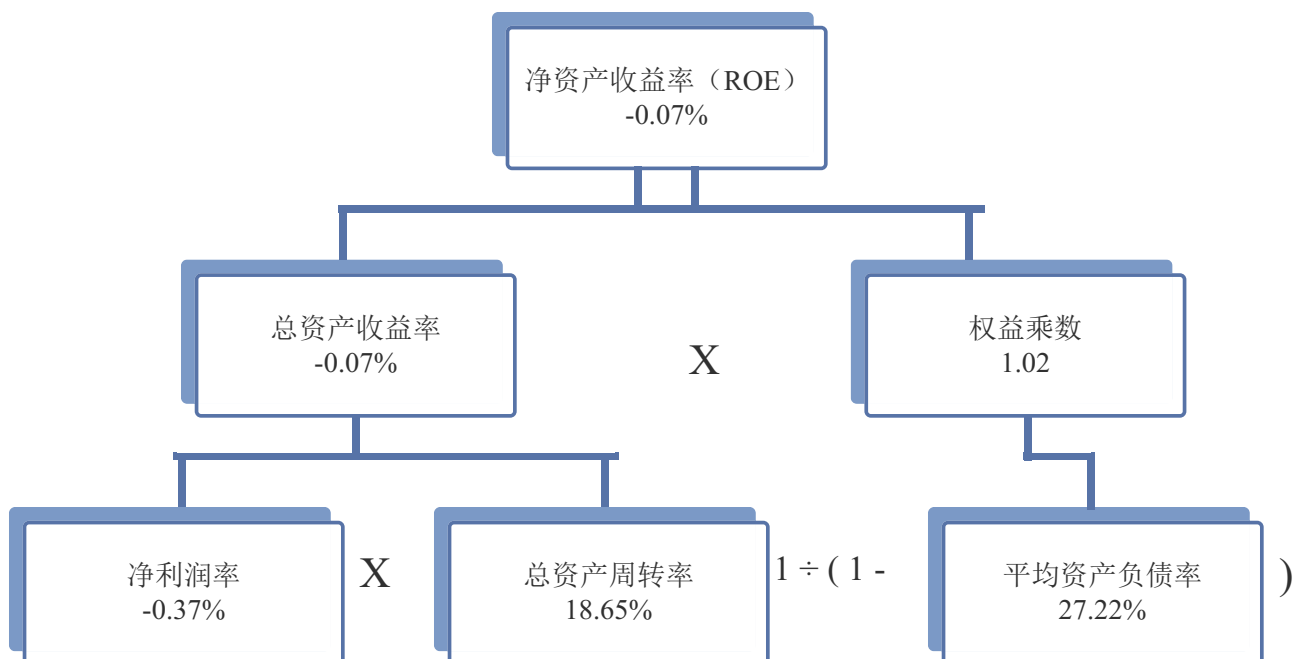 净资产收益率（ROE）
-0.07%
总资产收益率
-0.07%
X
权益乘数
1.02
净利润率
-0.37%
X
总资产周转率
18.65%
1 ÷ ( 1 -
平均资产负债率
27.22%
)